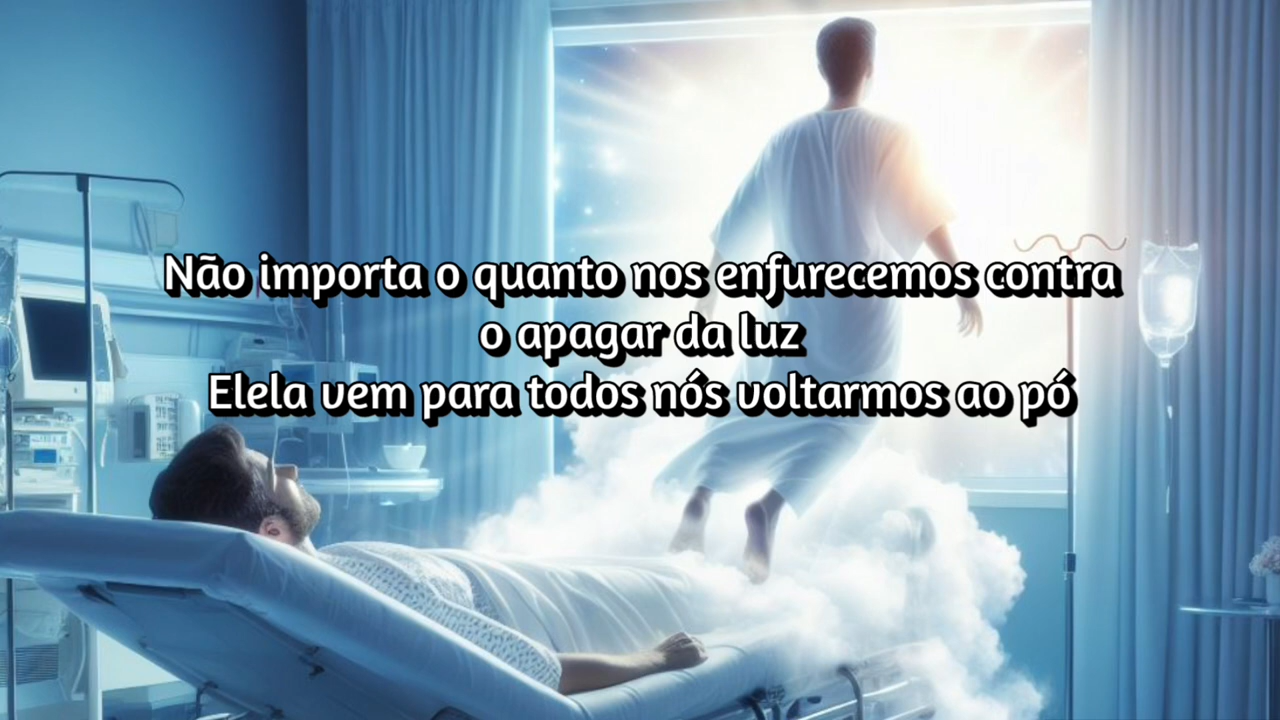 Não importa o quanto nos enfurecemos contra
o apagar da luz
Elela vem para todos nós voltarmos ao pó